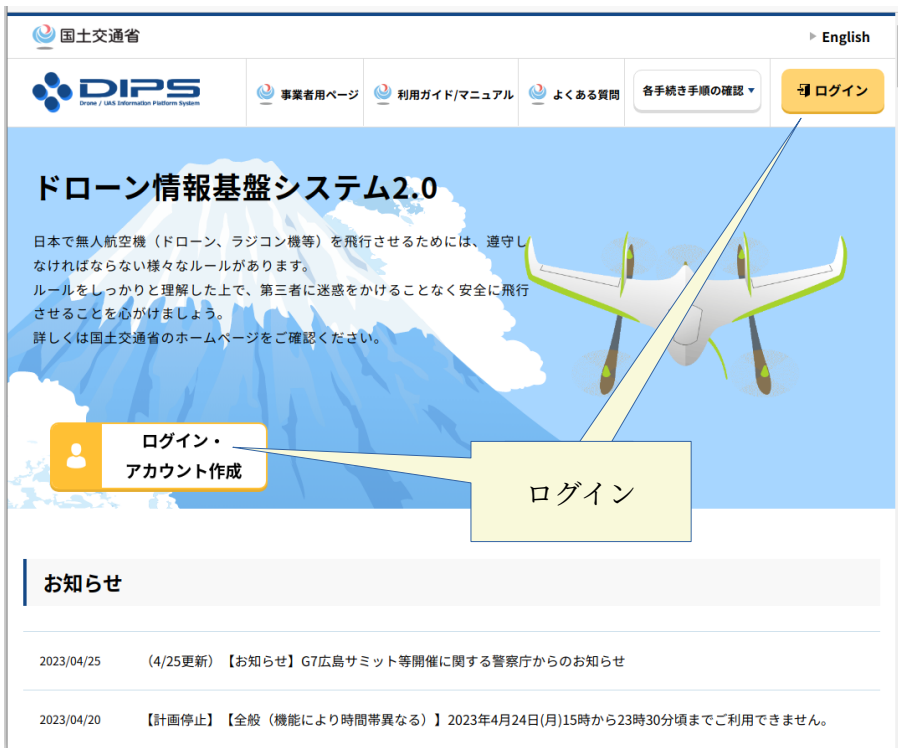 国土交通省
English
DIPS
Drone / UAS Information Platform System
事業者用ページ
利用ガイド/マニュアル
よくある質問
各手続き手順の確認
ログイン
ドローン情報基盤システム2.0
日本で無人航空機（ドローン、ラジコン機等）を飛行させるためには、遵守し
なければならない様々なルールがあります。
ルールをしっかりと理解した上で、第三者に迷惑をかけることなく安全に飛行
させることを心がけましょう。
詳しくは国土交通省のホームページをご確認ください。
ログイン・
アカウント作成
ログイン
お知らせ
2023/04/25 （4/25更新）【お知らせ】G7広島サミット等開催に関する警察庁からのお知らせ
2023/04/20 【計画停止】【全般（機能により時間帯異なる）】2023年4月24日(月)15時から23時30分頃までご利用できません。